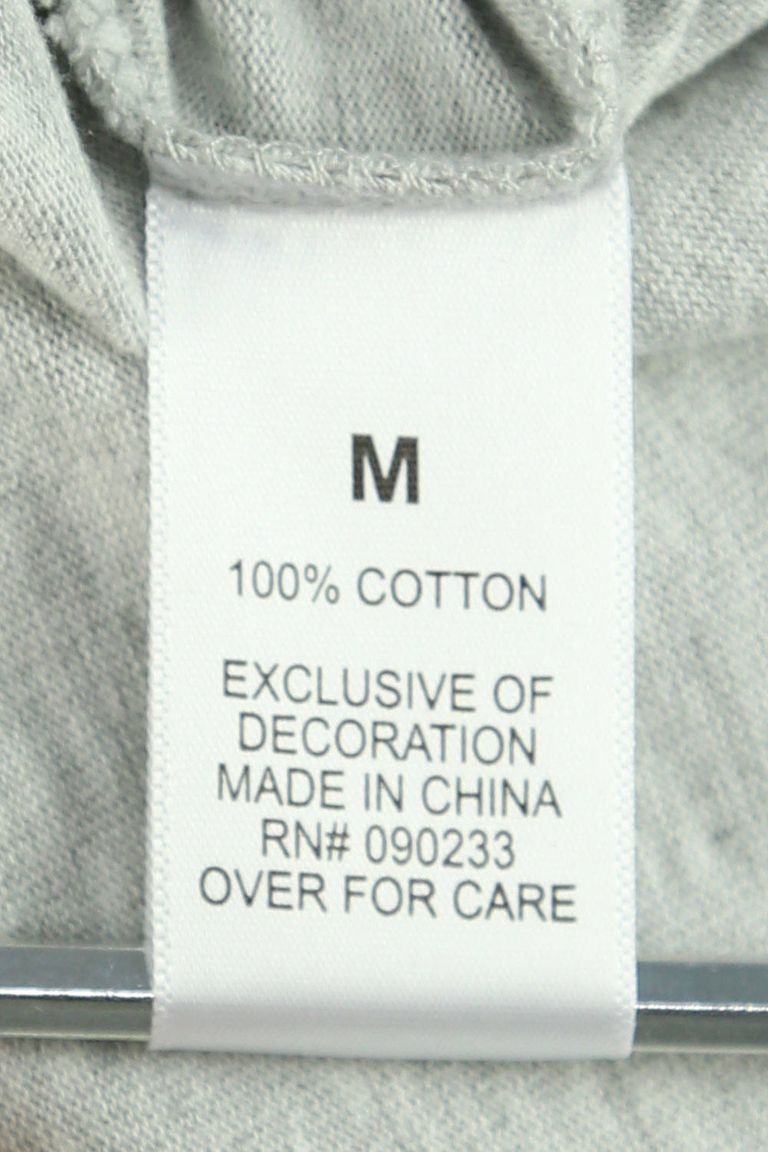 M
100% COTTON
EXCLUSIVE OF
DECORATION
MADE IN CHINA
RN# 090233
OVER FOR CARE